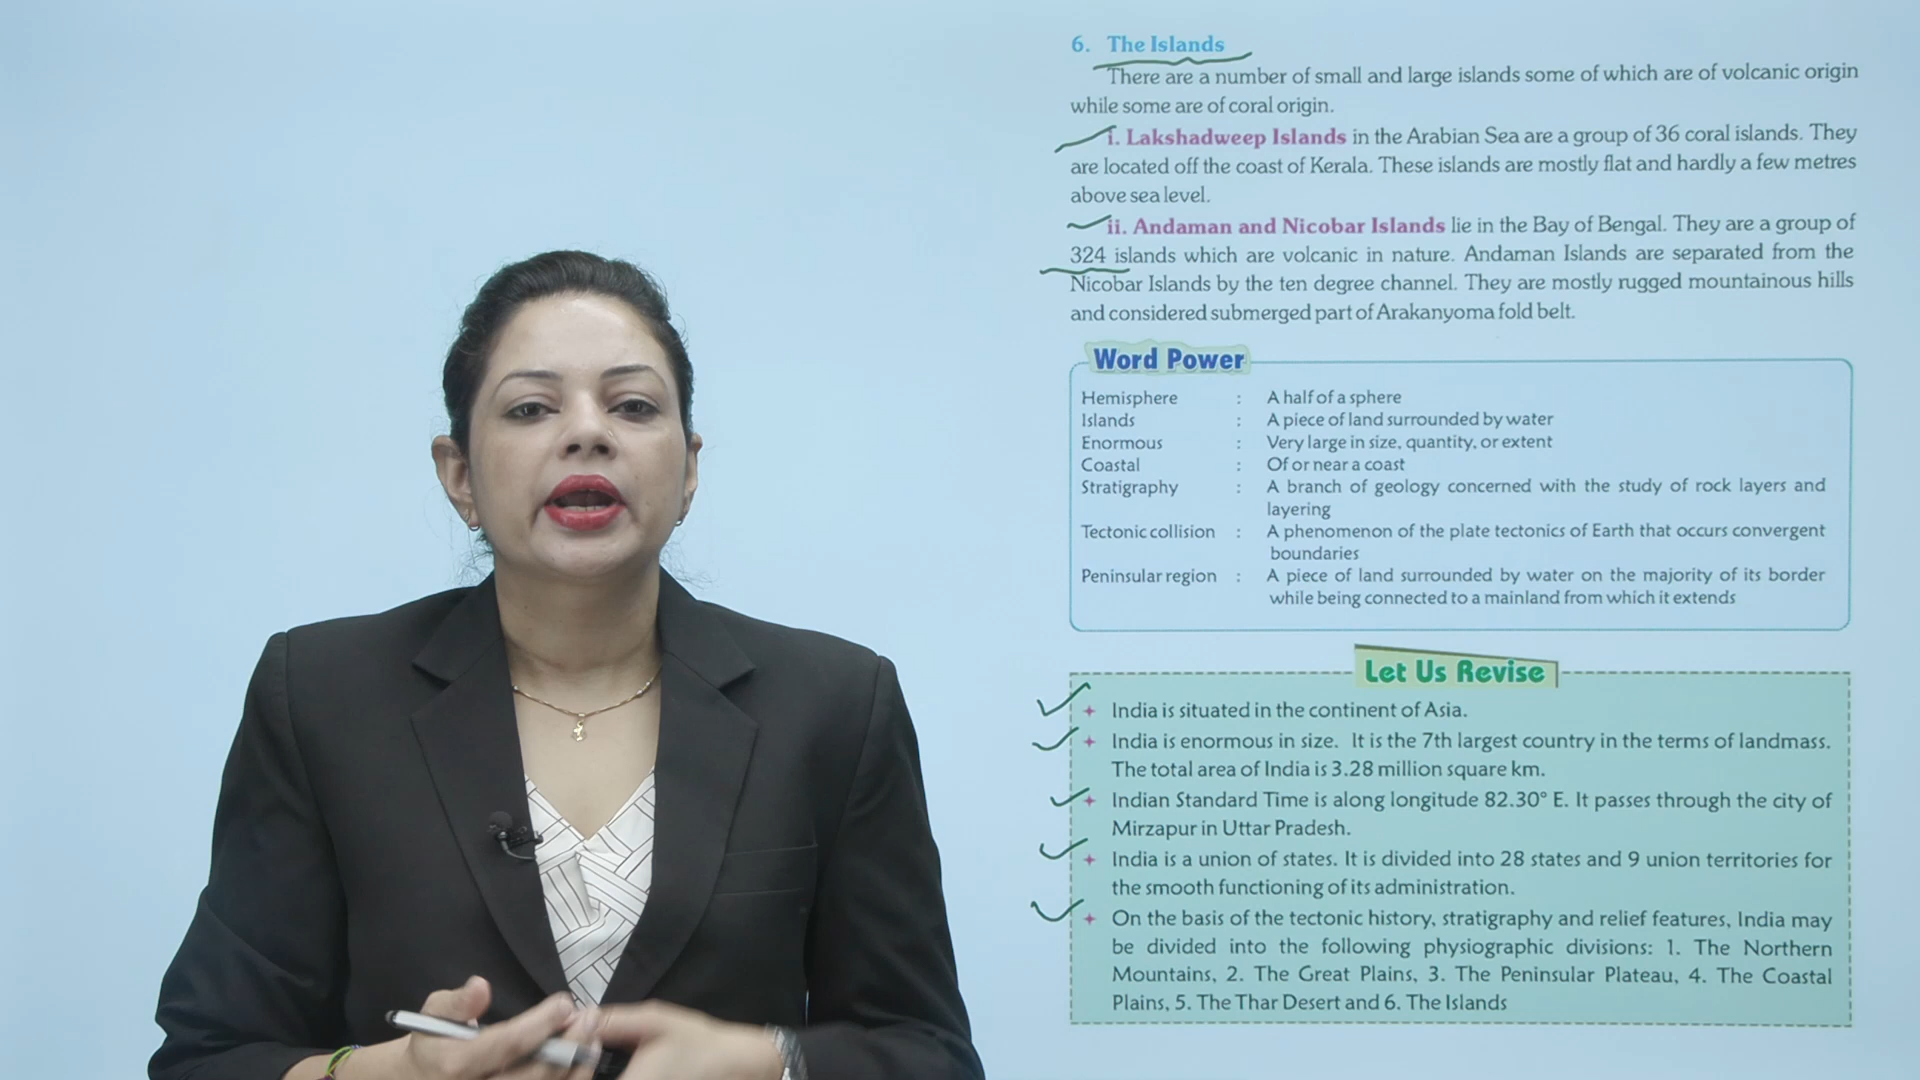 6. The Islands
There are a number of small and large islands some of which are of volcanic origin
while some are of coral origin.
i. Lakshadweep Islands in the Arabian Sea are a group of 36 coral islands. They
are located off the coast of Kerala. These islands are mostly flat and hardly a few metres
above sea level.
ii. Andaman and Nicobar Islands lie in the Bay of Bengal. They are a group of
324 islands which are volcanic in nature. Andaman Islands are separated from the
Nicobar Islands by the ten degree channel. They are mostly rugged mountainous hills
and considered submerged part of Arakanyoma fold belt.
Word Power
Hemisphere : A half of a sphere
Islands : A piece of land surrounded by water
Enormous : Very large in size, quantity, or extent
Coastal : Of or near a coast
Stratigraphy : A branch of geology concerned with the study of rock layers and
layering
Tectonic collision : A phenomenon of the plate tectonics of Earth that occurs convergent
boundaries
Peninsular region : A piece of land surrounded by water on the majority of its border
while being connected to a mainland from which it extends
Let Us Revise
India is situated in the continent of Asia.
India is enormous in size. It is the 7th largest country in the terms of landmass.
The total area of India is 3.28 million square km.
Indian Standard Time is along longitude 82.30° E. It passes through the city of
Mirzapur in Uttar Pradesh.
India is a union of states. It is divided into 28 states and 9 union territories for
the smooth functioning of its administration.
On the basis of the tectonic history, stratigraphy and relief features, India may
be divided into the following physiographic divisions: 1. The Northern
Mountains, 2. The Great Plains, 3. The Peninsular Plateau, 4. The Coastal
Plains, 5. The Thar Desert and 6. The Islands